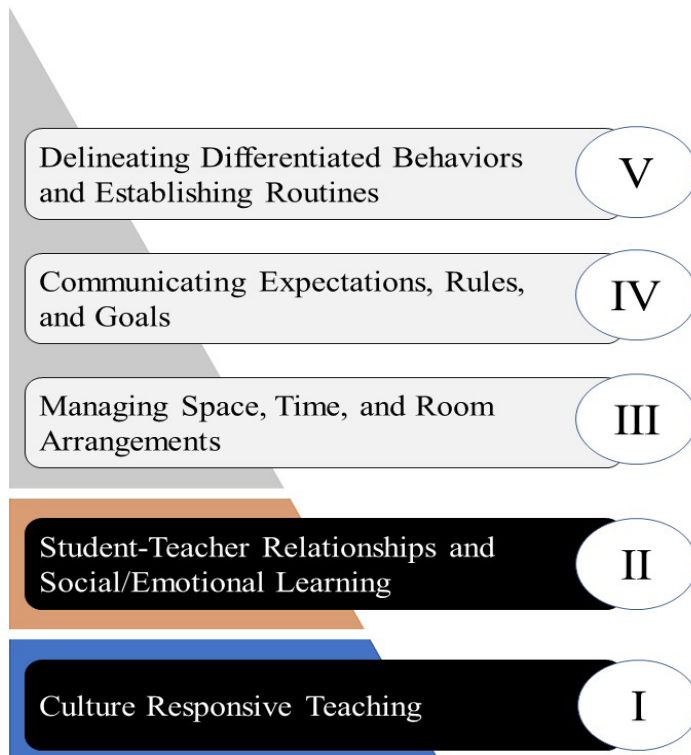 Delineating Differentiated Behaviors
and Establishing Routines
V
Communicating Expectations, Rules,
and Goals
IV
Managing Space, Time, and Room
Arrangements
III
Student-Teacher Relationships and
Social/Emotional Learning
II
Culture Responsive Teaching
I